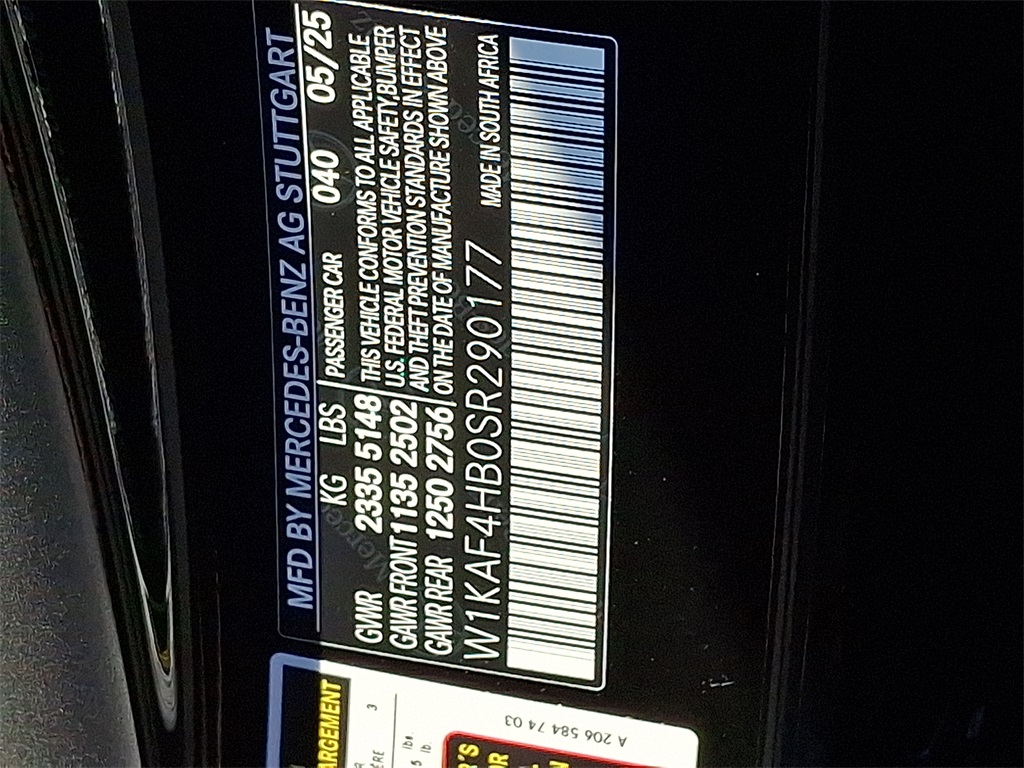 MFD BY MERCEDES-BENZ AG STUTTGART
KG LBS
GVWR 2335 5148
GAWR FRONT 1135 2502
GAWR REAR 1250 2756
PASSENGER CAR 040 05/25
THIS VEHICLE CONFORMS TO ALL APPLICABLE
U.S. FEDERAL MOTOR VEHICLE SAFETY, BUMPER
AND THEFT PREVENTION STANDARDS IN EFFECT
ON THE DATE OF MANUFACTURE SHOWN ABOVE
W1KAF4HB0SR290177
MADE IN SOUTH AFRICA
ARGEMENT
3
A 206 584 74 03